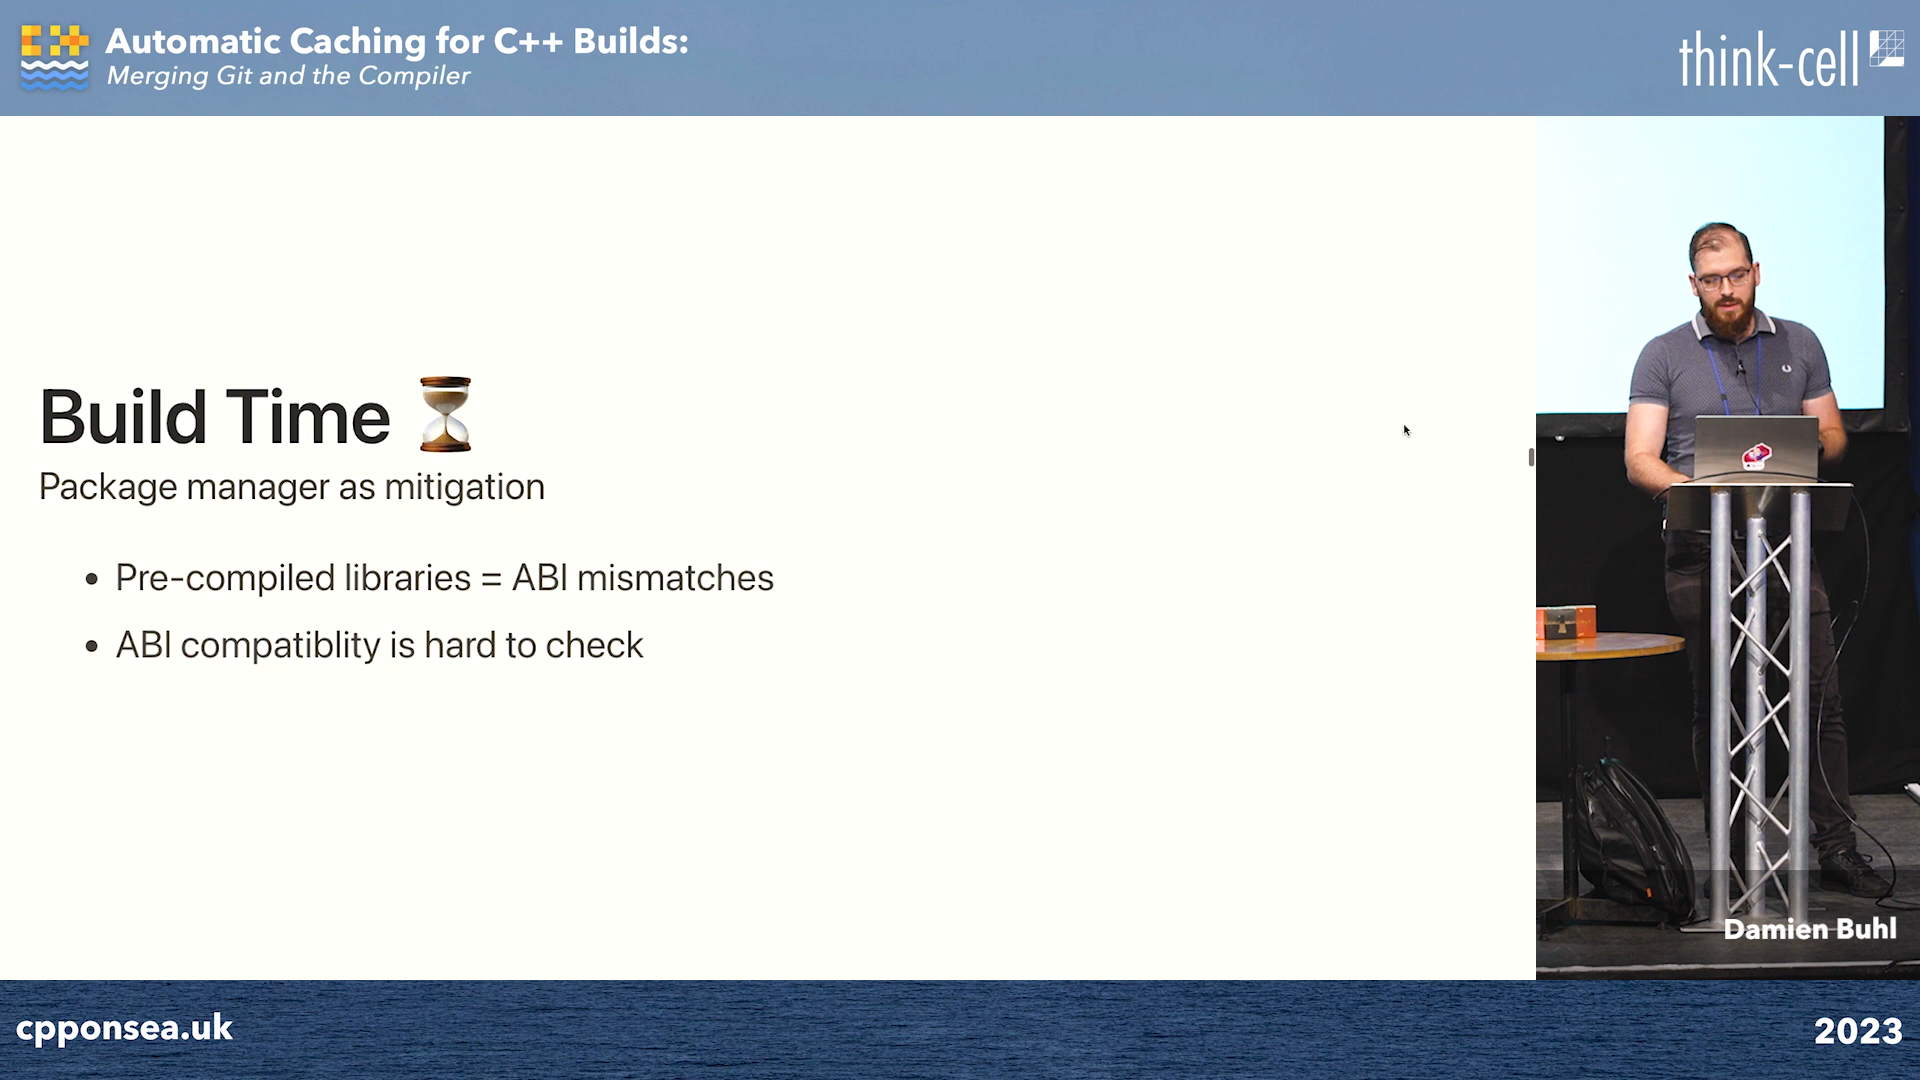 Automatic Caching for C++ Builds:
Merging Git and the Compiler
think-cell
Build Time ⏳
Package manager as mitigation
• Pre-compiled libraries = ABI mismatches
• ABI compatiblity is hard to check
Damien Buhl
cpponsea.uk
2023